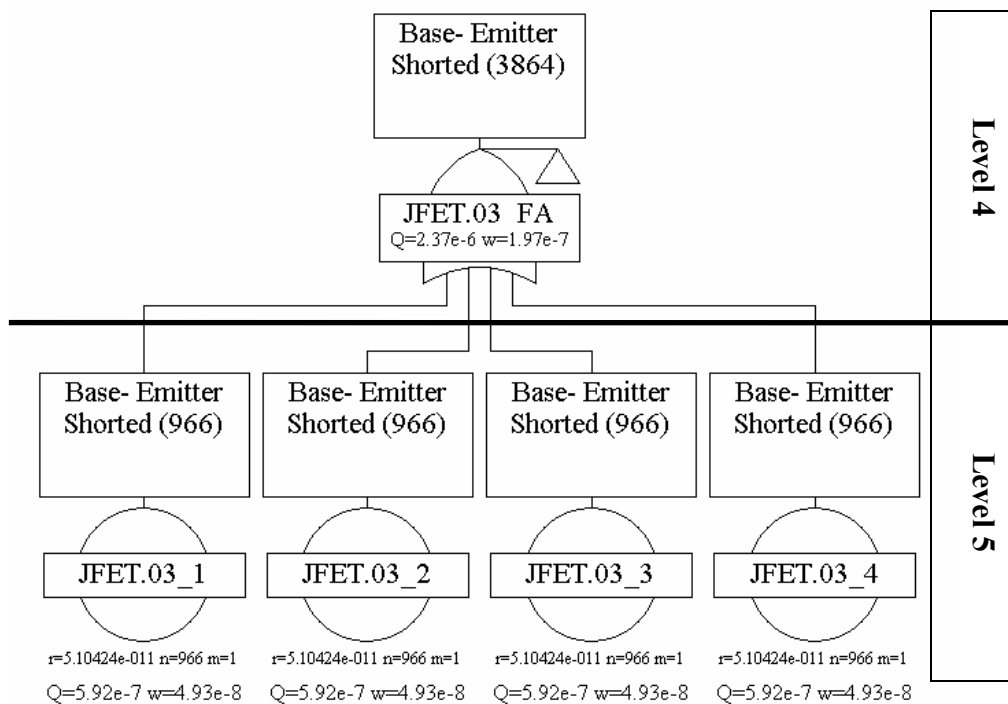 Base- Emitter
Shorted (3864)
Level 4
JFET.03 FA
Q=2.37e-6 w=1.97e-7
Base- Emitter
Shorted (966)
Base- Emitter
Shorted (966)
Base- Emitter
Shorted (966)
Base- Emitter
Shorted (966)
Level 5
JFET.03_1
JFET.03_2
JFET.03_3
JFET.03_4
r=5.10424e-011 n=966 m=1
r=5.10424e-011 n=966 m=1
r=5.10424e-011 n=966 m=1
r=5.10424e-011 n=966 m=1
Q=5.92e-7 w=4.93e-8
Q=5.92e-7 w=4.93e-8
Q=5.92e-7 w=4.93e-8
Q=5.92e-7 w=4.93e-8